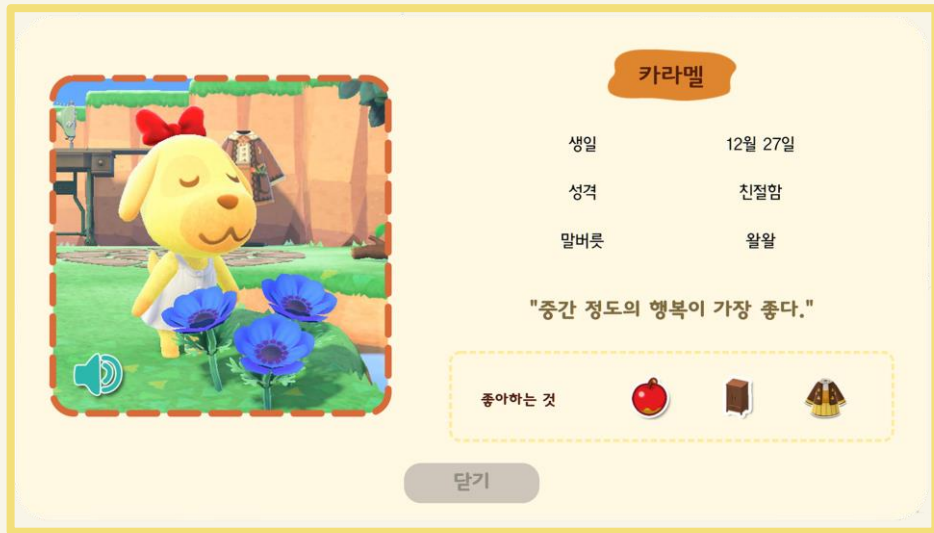 카라멜
생일 12월 27일
성격 친절함
말버릇 왈왈
"중간 정도의 행복이 가장 좋다."
좋아하는 것
닫기